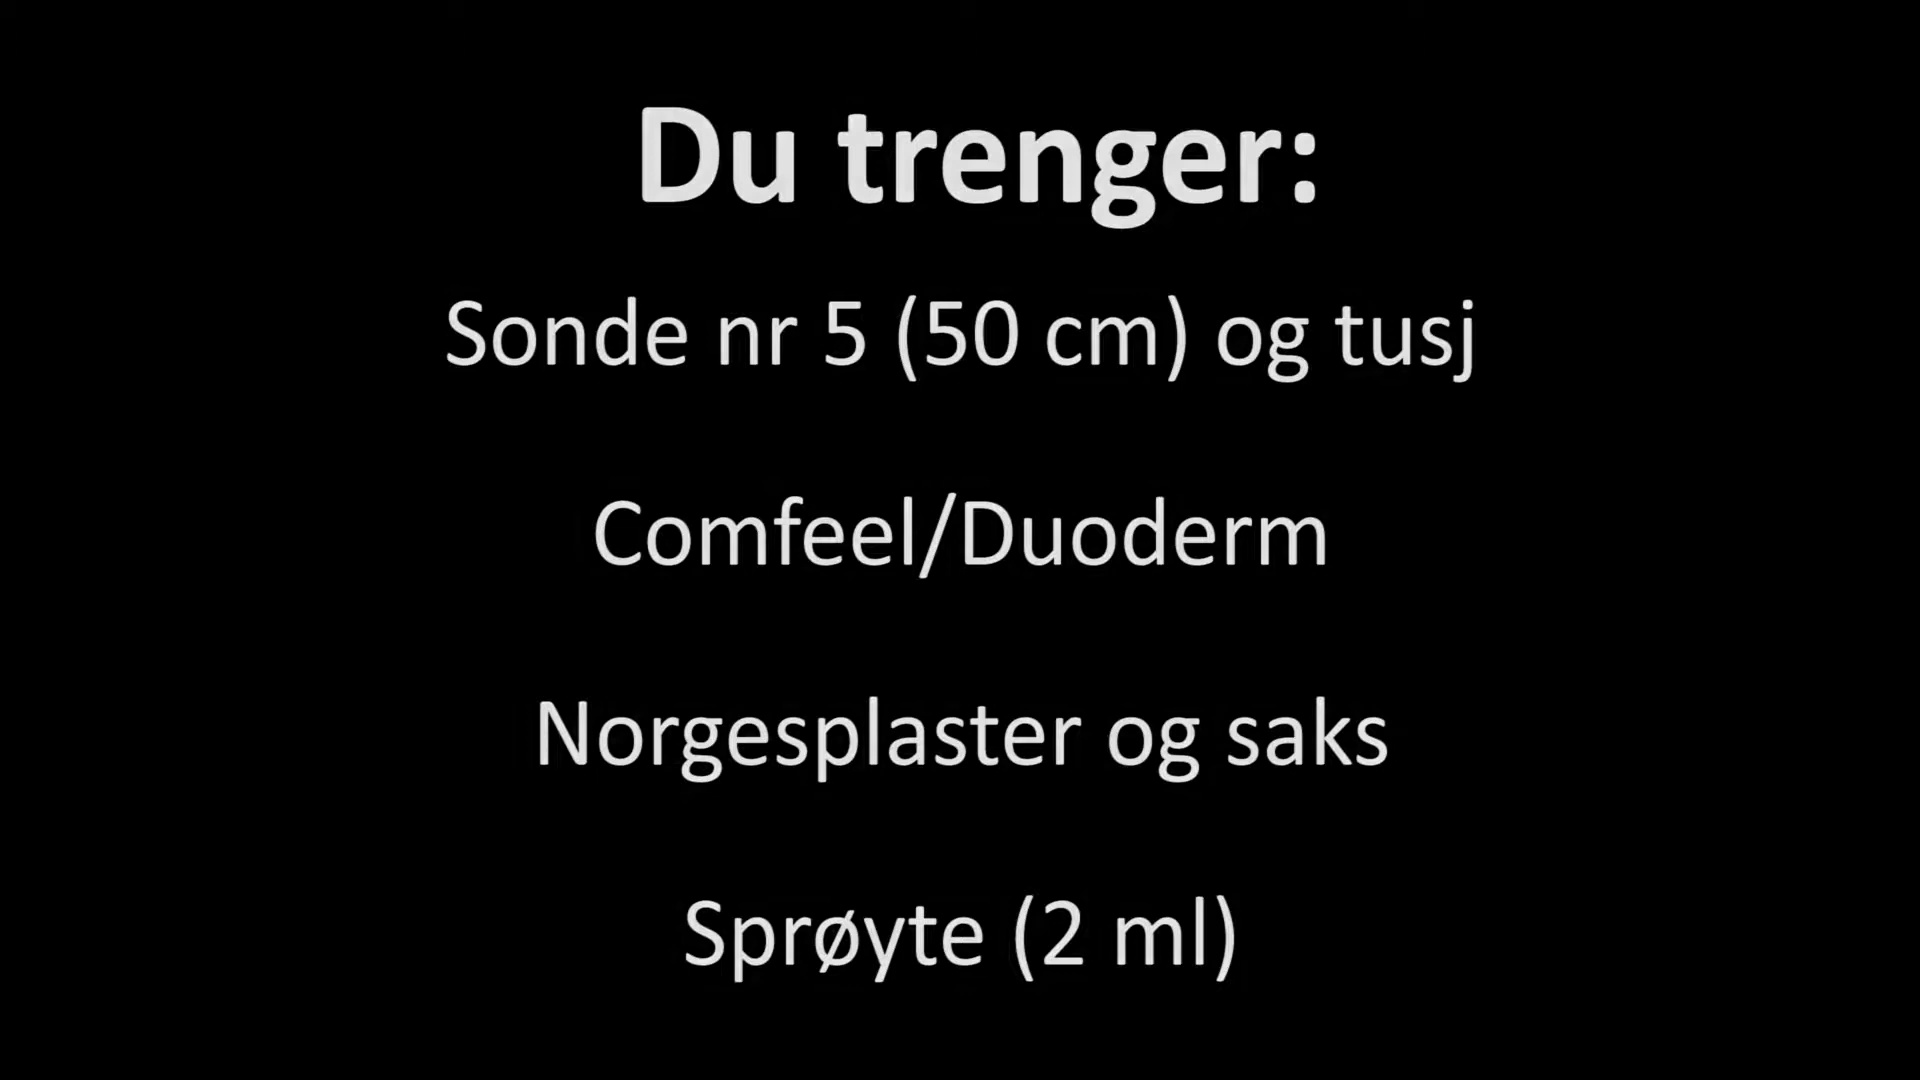 Du trenger:
Sonde nr 5 (50 cm) og tusj
Comfeel/Duoderm
Norgesplaster og saks
Sprøyte (2 ml)